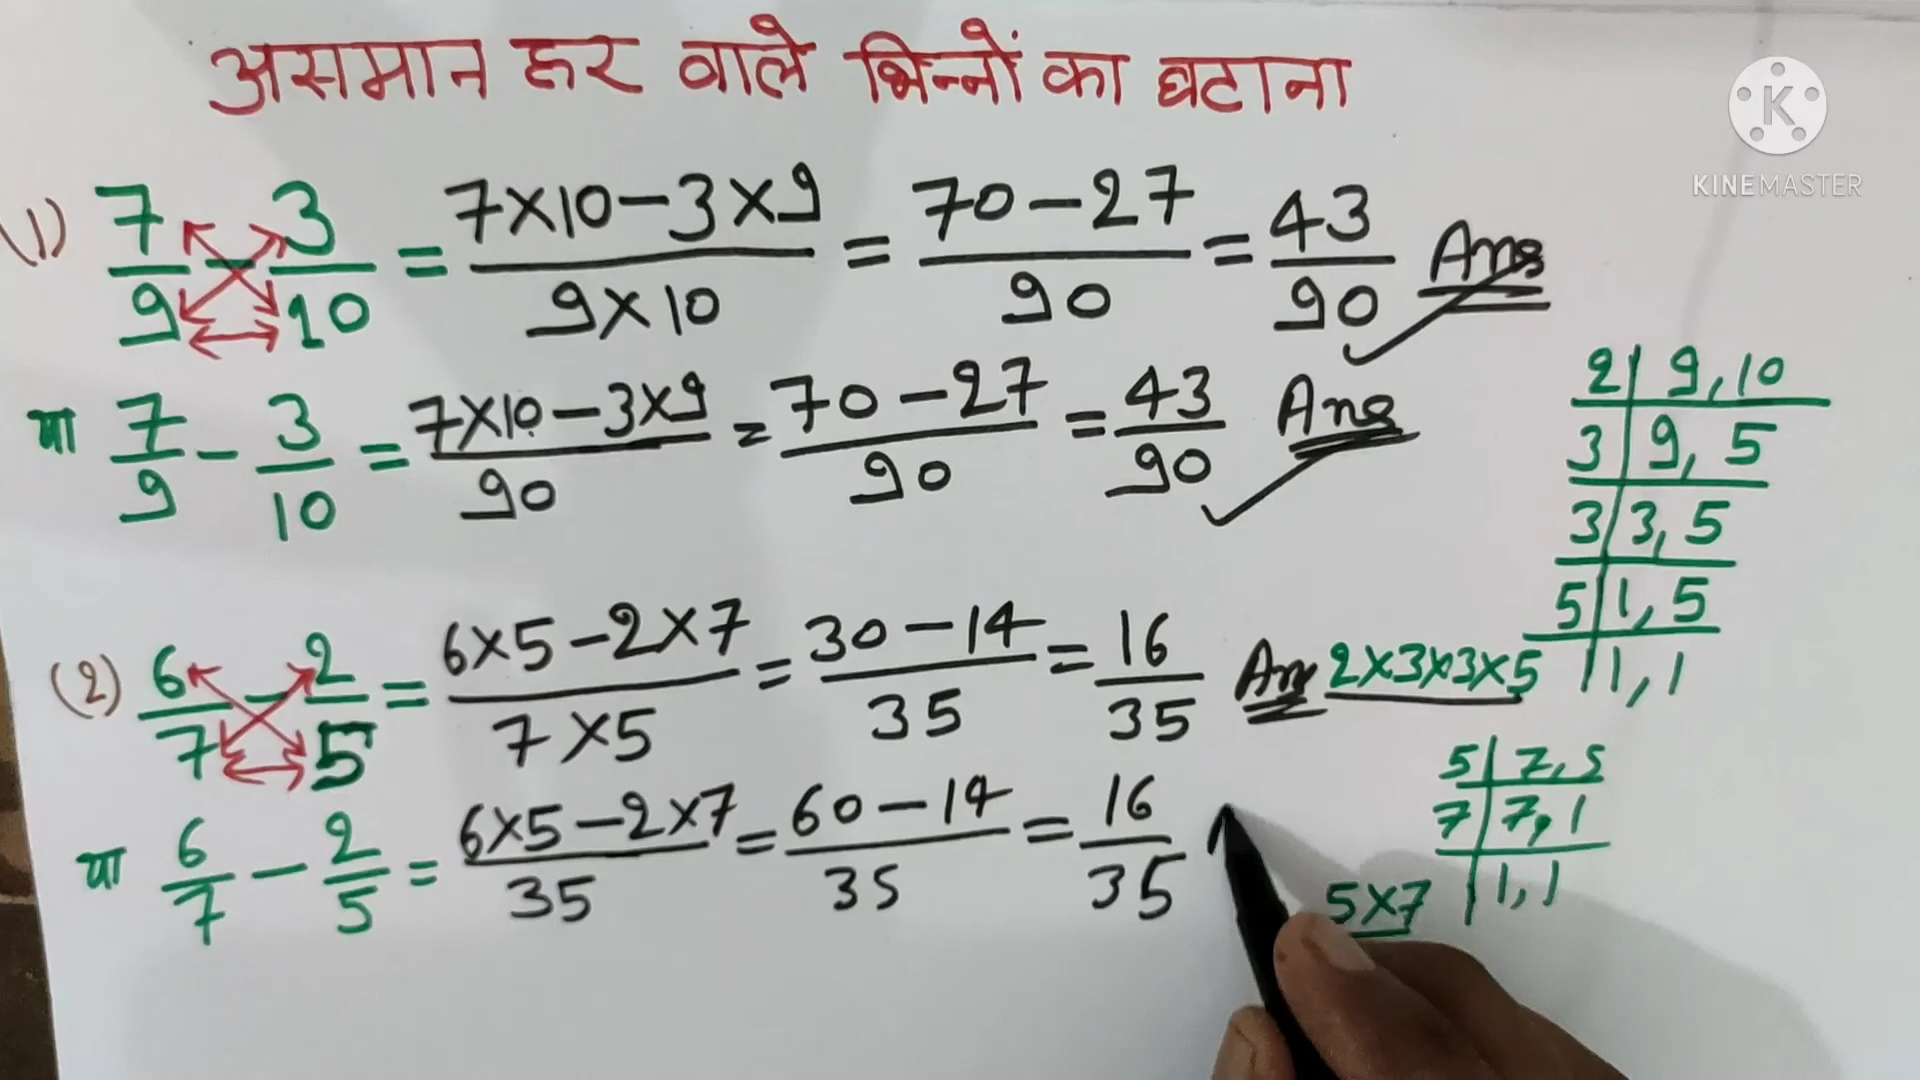 असमान हर वाले भिन्नों का घटाना
KINEMASTER
(1) 7/9 - 3/10 = 7×10-3×9/9×10 = 70-27/90 = 43/90 Ans
या 7/9 - 3/10 = 7×10-3×9/90 = 70-27/90 = 43/90 Ans
2 | 9, 10
3 | 9, 5
3 | 3, 5
5 | 1, 5
| 1, 1
2×3×3×5
(2) 6/7 - 2/5 = 6×5-2×7/7×5 = 30-14/35 = 16/35 Ans
या 6/7 - 2/5 = 6×5-2×7/35 = 60-14/35 = 16/35
5 | 7, 5
7 | 7, 1
| 1, 1
5×7